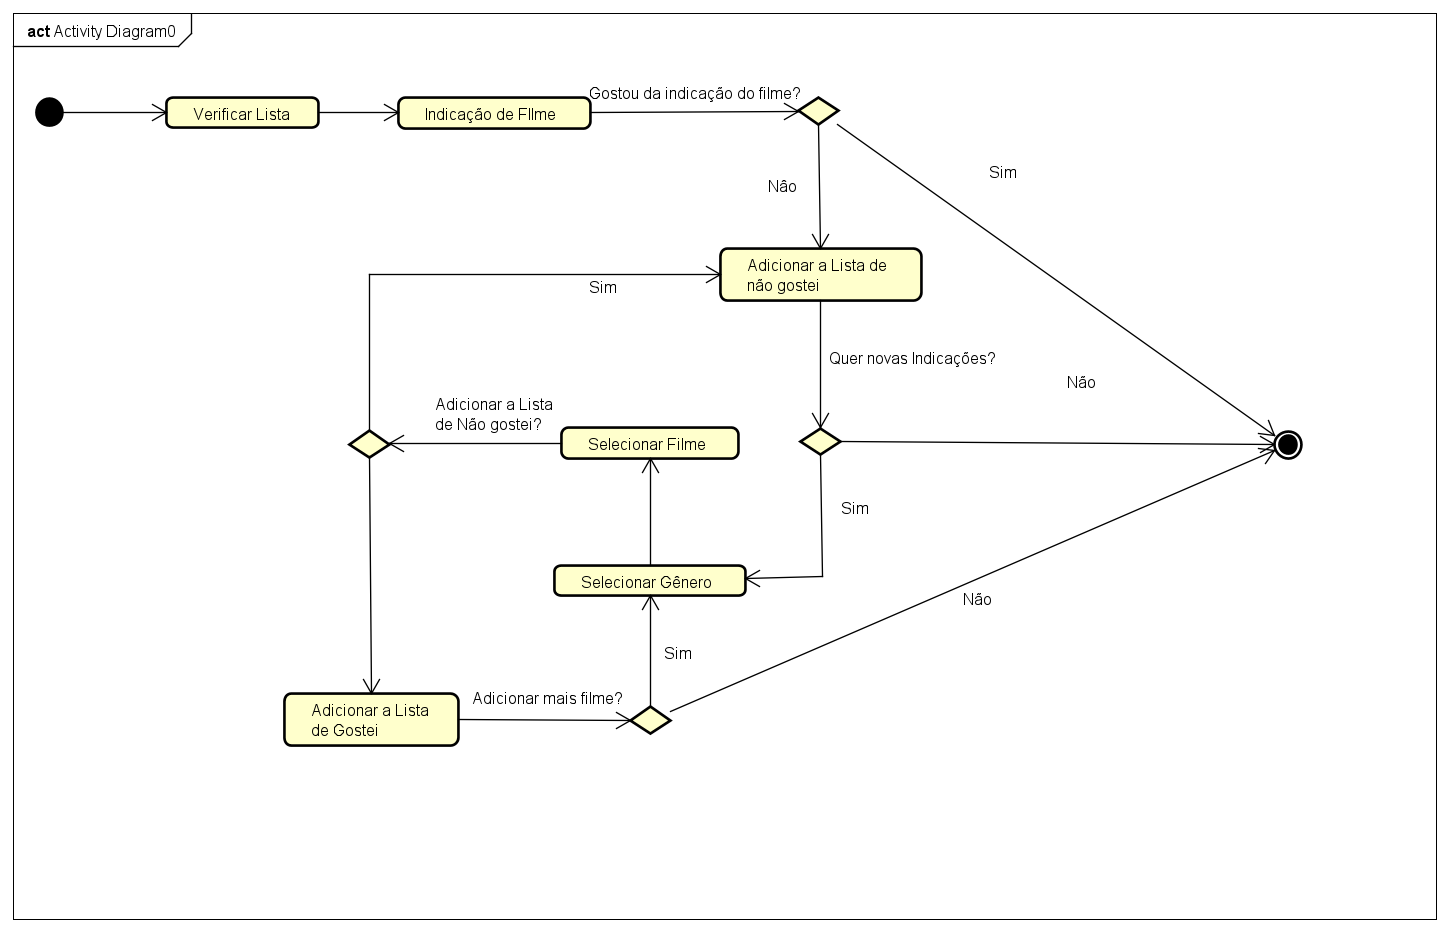 act Activity Diagram0
Gostou da indicação do filme?
Verificar Lista
Indicação de FIlme
Sim
Nâo
Adicionar a Lista de
não gostei
Sim
Quer novas Indicações?
Não
Adicionar a Lista
de Não gostei?
Selecionar Filme
Sim
Selecionar Gênero
Não
Sim
Adicionar mais filme?
Adicionar a Lista
de Gostei